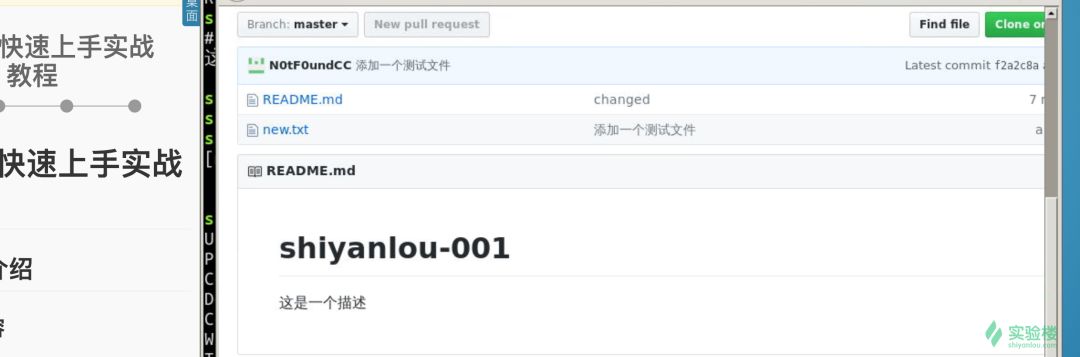 快速上手实战
教程
快速上手实战
介绍
桌面
s
#
这
s
s
s
[
s
U
P
C
D
C
W
T
Branch: master
New pull request
Find file
Clone or
N0tF0undCC 添加一个测试文件
Latest commit f2a2c8a a
README.md
changed
7 m
new.txt
添加一个测试文件
a
README.md
shiyanlou-001
这是一个描述
实验楼
shiyanlou.com